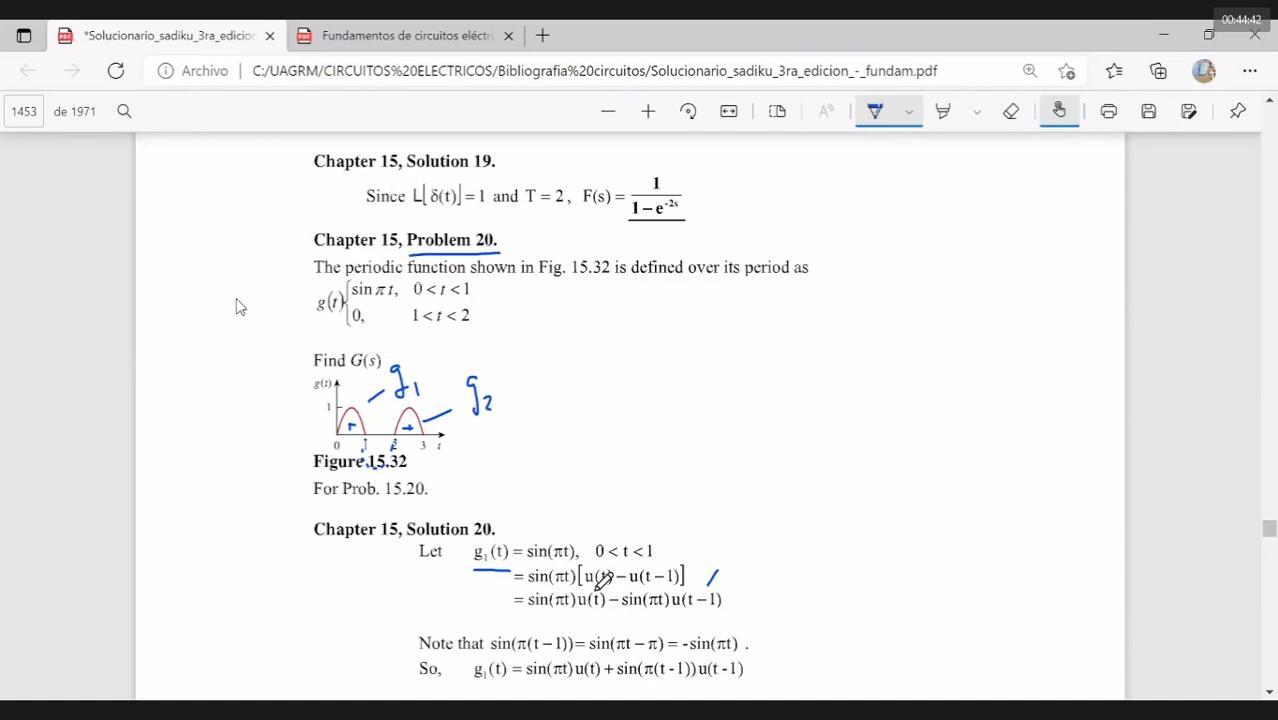 00:44:42
*Solucionario_sadiku_3ra_edicion
Fundamentos de circuitos eléctri
Archivo C:/UAGRM/CIRCUITOS%20ELECTRICOS/Bibliografia%20circuitos/Solucionario_sadiku_3ra_edicion_-_fundam.pdf
1453 de 1971
Chapter 15, Solution 19.
Since L⌊δ(t)⌋ = 1 and T = 2, F(s) = 1 / (1 − e^-2s)
Chapter 15, Problem 20.
The periodic function shown in Fig. 15.32 is defined over its period as
g(t){ sin π t, 0 < t < 1
0, 1 < t < 2
Find G(s)
g1
g2
g(t)
1
0 1 2 3 t
Figure 15.32
For Prob. 15.20.
Chapter 15, Solution 20.
Let g₁(t) = sin(πt), 0 < t < 1
= sin(πt)[u(t) − u(t − 1)]
= sin(πt)u(t) − sin(πt)u(t − 1)
Note that sin(π(t − 1)) = sin(πt − π) = -sin(πt) .
So, g₁(t) = sin(πt)u(t) + sin(π(t - 1))u(t - 1)